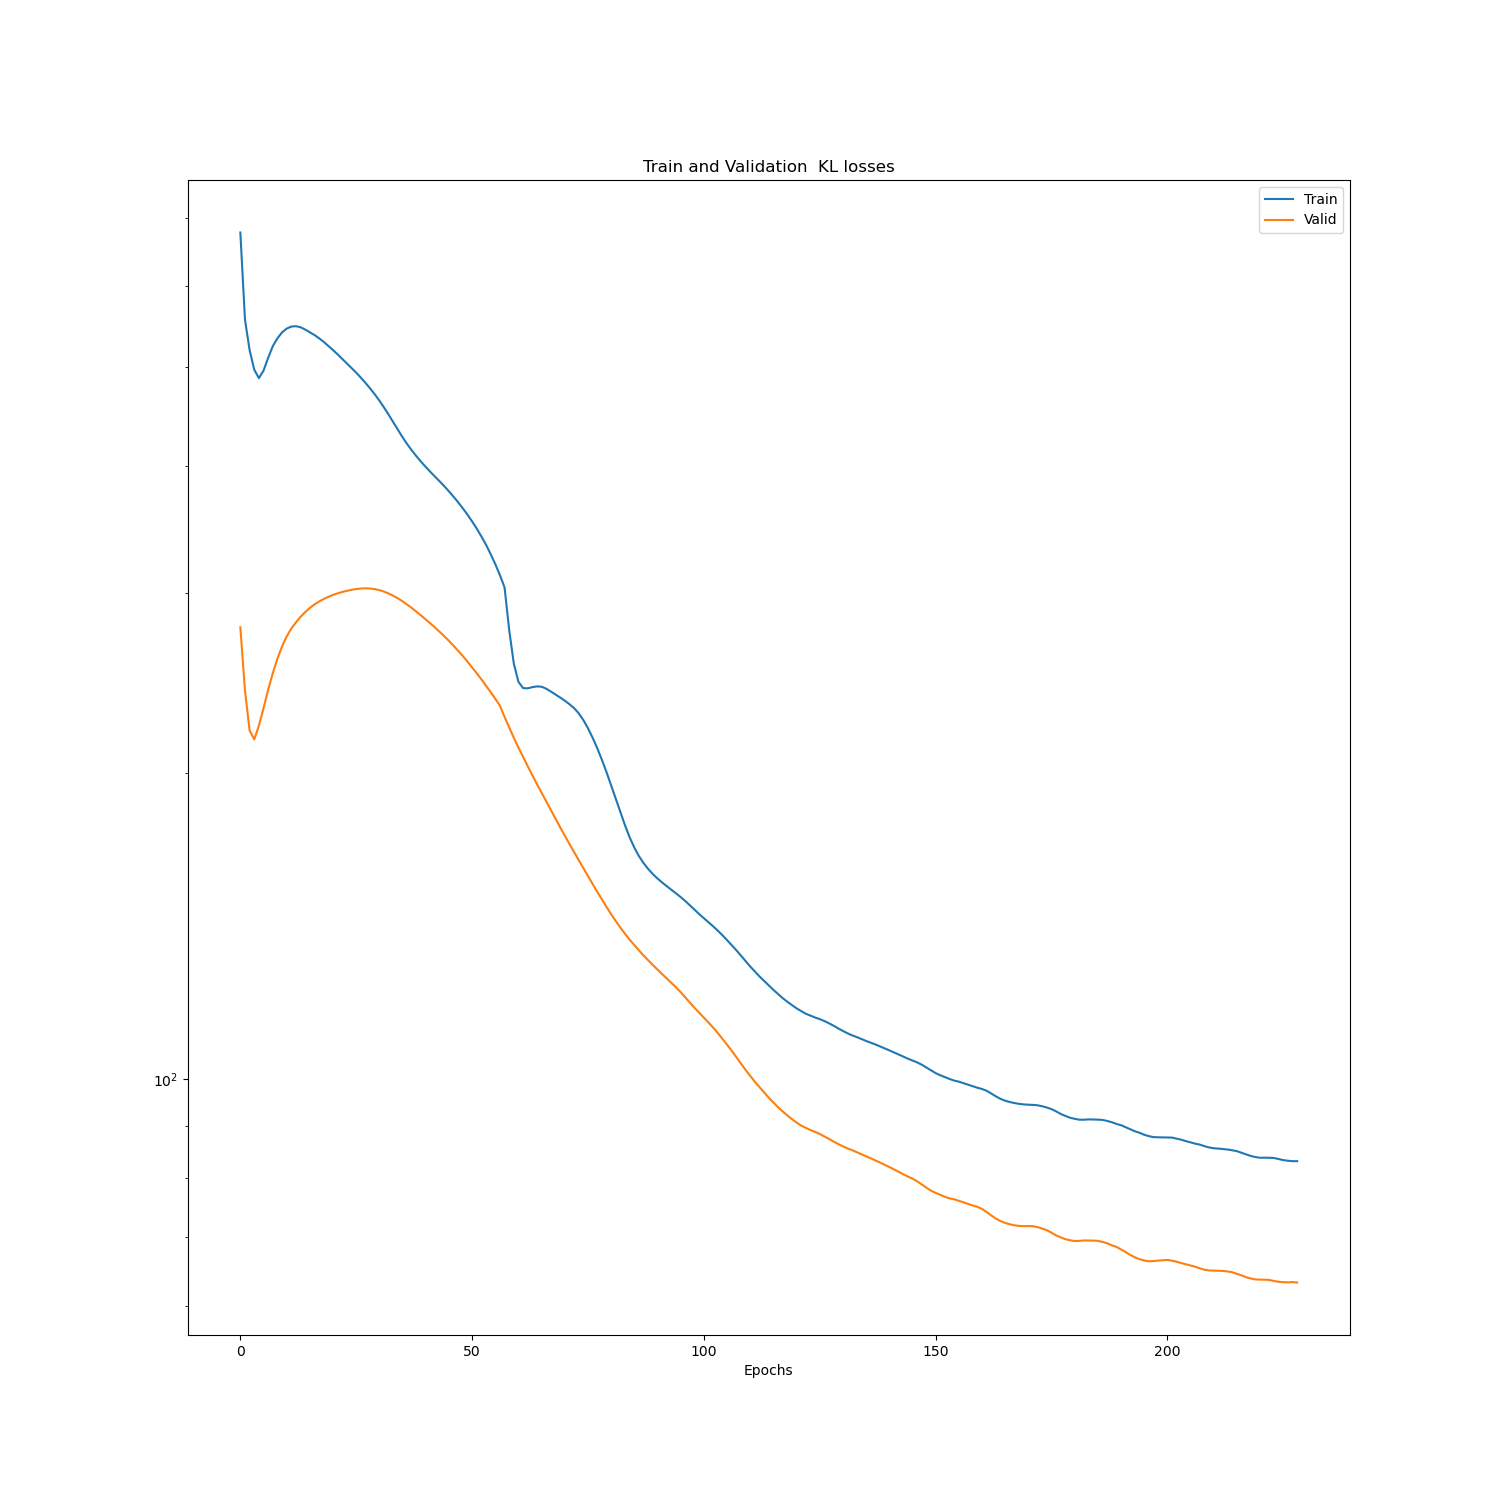 Train and Validation  KL losses
Train
Valid
10²
0 50 100 150 200
Epochs